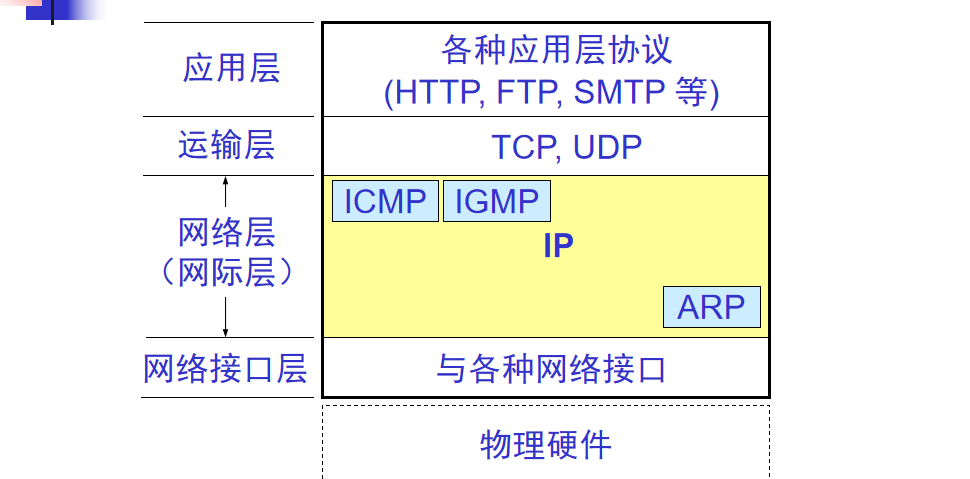 应用层
各种应用层协议
(HTTP, FTP, SMTP 等)
运输层
TCP, UDP
ICMP
IGMP
网络层
（网际层）
IP
ARP
网络接口层
与各种网络接口
物理硬件